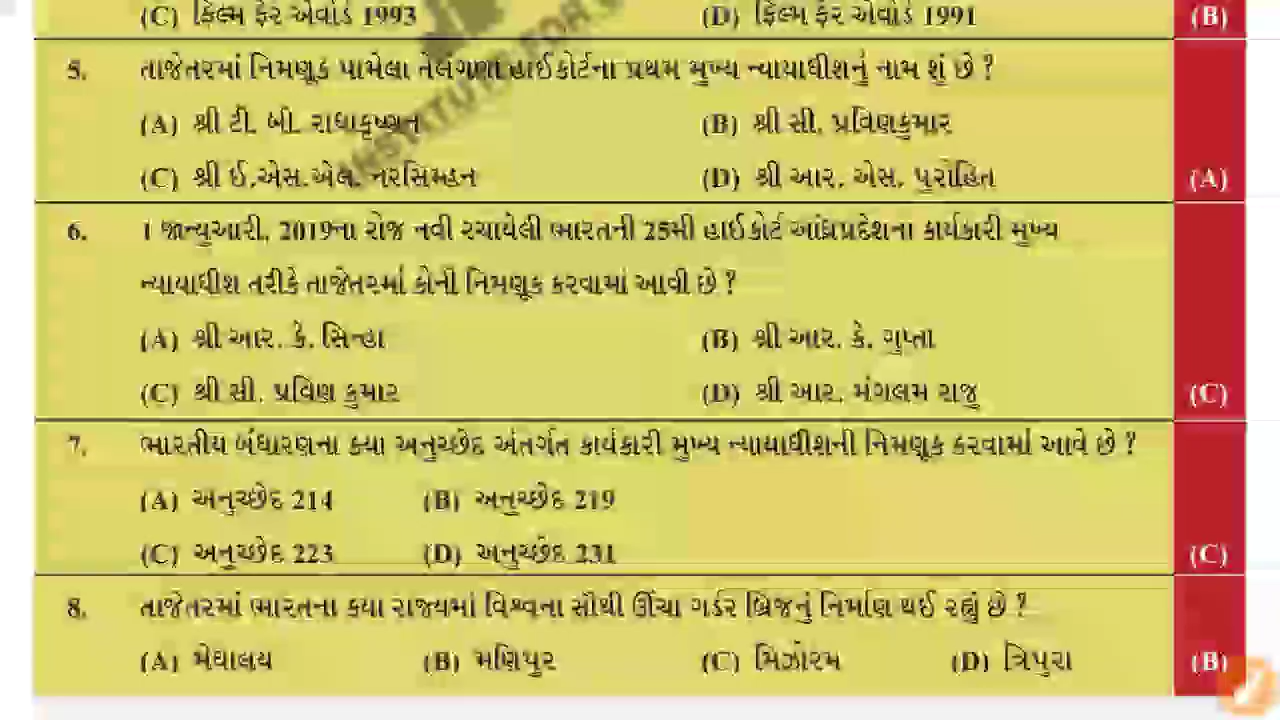 (C) ફિલ્મ ફેર એવોર્ડ 1993 (D) ફિલ્મ ફેર એવોર્ડ 1991 (B)
5. તાજેતરમાં નિમણૂક પામેલા તેલંગણા હાઈકોર્ટના પ્રથમ મુખ્ય ન્યાયાધીશનું નામ શું છે ?
(A) શ્રી ટી. બી. રાધાકૃષ્ણન (B) શ્રી સી. પ્રવિણકુમાર
(C) શ્રી ઈ.એસ.એલ. નરસિમ્હન (D) શ્રી આર. એસ. પુરોહિત (A)
6. 1 જાન્યુઆરી, 2019ના રોજ નવી રચાયેલી ભારતની 25મી હાઈકોર્ટ આંધ્રપ્રદેશના કાર્યકારી મુખ્ય
ન્યાયાધીશ તરીકે તાજેતરમાં કોની નિમણૂક કરવામાં આવી છે ?
(A) શ્રી આર. કે. સિન્હા (B) શ્રી આર. કે. ગુપ્તા
(C) શ્રી સી. પ્રવિણ કુમાર (D) શ્રી આર. મંગલમ રાજુ (C)
7. ભારતીય બંધારણના ક્યા અનુચ્છેદ અંતર્ગત કાર્યકારી મુખ્ય ન્યાયાધીશની નિમણૂક કરવામાં આવે છે ?
(A) અનુચ્છેદ 214 (B) અનુચ્છેદ 219
(C) અનુચ્છેદ 223 (D) અનુચ્છેદ 231 (C)
8. તાજેતરમાં ભારતના ક્યા રાજ્યમાં વિશ્વના સૌથી ઊંચા ગર્ડર બ્રિજનું નિર્માણ થઈ રહ્યું છે ?
(A) મેઘાલય (B) મણિપુર (C) મિઝોરમ (D) ત્રિપુરા (B)